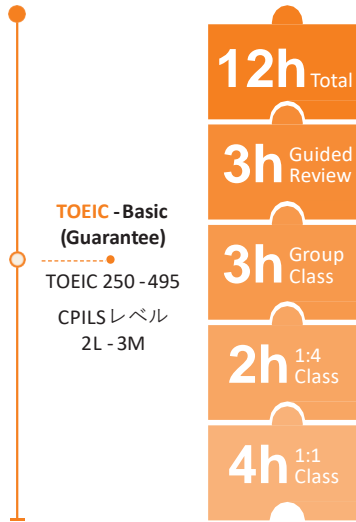 TOEIC - Basic
(Guarantee)
TOEIC 250 - 495
CPILSレベル
2L - 3M
12h Total
3h Guided
Review
3h Group
Class
2h 1:4
Class
4h 1:1
Class